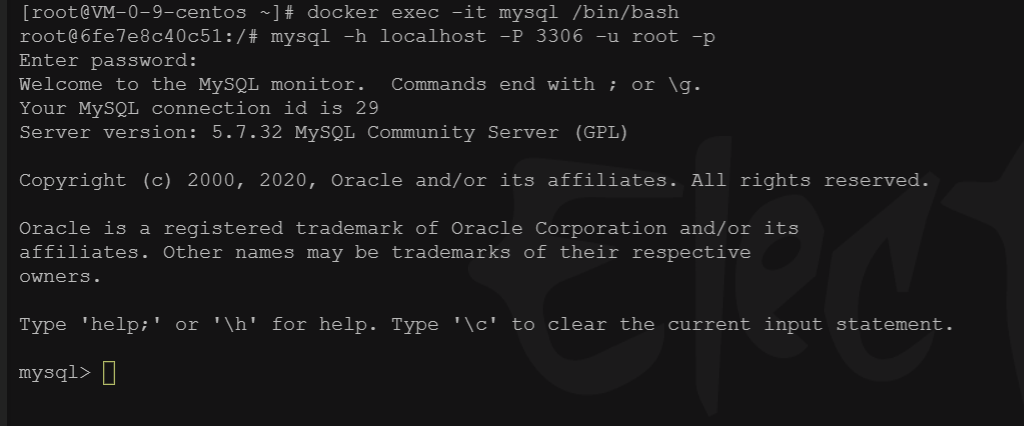 [root@VM-0-9-centos ~]# docker exec -it mysql /bin/bash
root@6fe7e8c40c51:/# mysql -h localhost -P 3306 -u root -p
Enter password:
Welcome to the MySQL monitor.  Commands end with ; or \g.
Your MySQL connection id is 29
Server version: 5.7.32 MySQL Community Server (GPL)
Copyright (c) 2000, 2020, Oracle and/or its affiliates. All rights reserved.
Oracle is a registered trademark of Oracle Corporation and/or its
affiliates. Other names may be trademarks of their respective
owners.
Type 'help;' or '\h' for help. Type '\c' to clear the current input statement.
mysql>
Elect